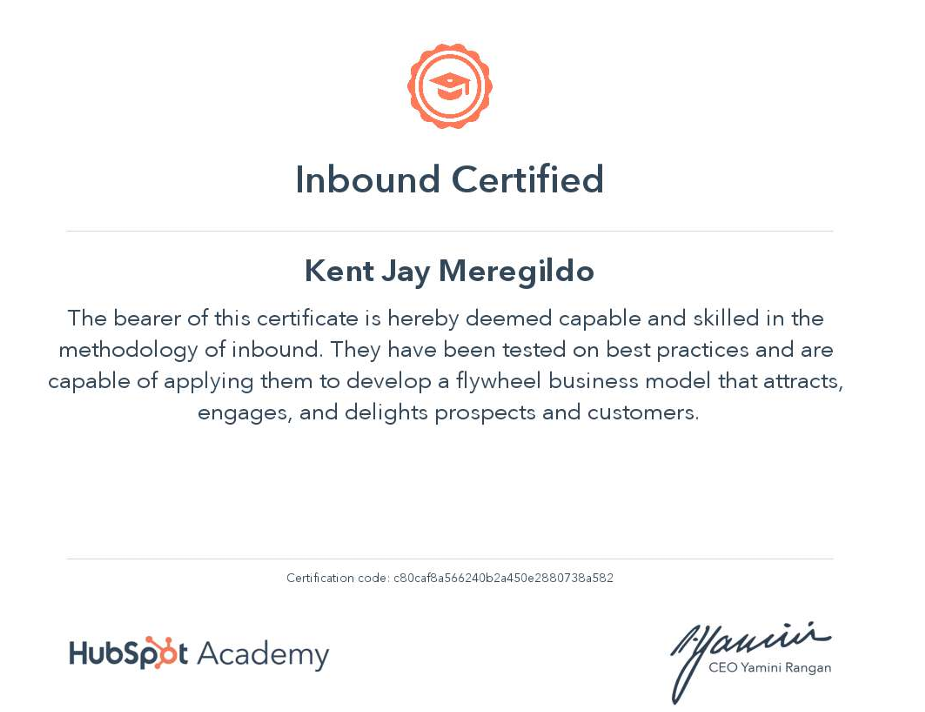 Inbound Certified
Kent Jay Meregildo
The bearer of this certificate is hereby deemed capable and skilled in the
methodology of inbound. They have been tested on best practices and are
capable of applying them to develop a flywheel business model that attracts,
engages, and delights prospects and customers.
Certification code: c80caf8a566240b2a450e2880738a582
HubSpot Academy
Yamini
CEO Yamini Rangan